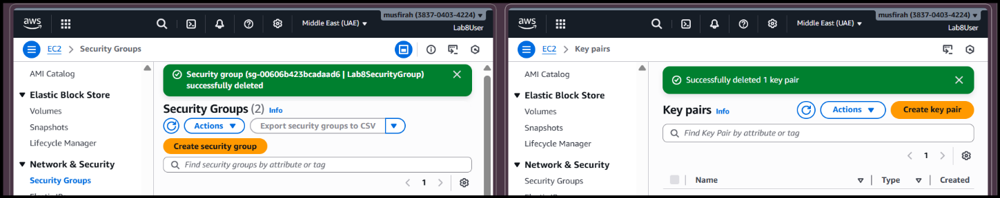 aws
musfirah (3837-0403-4224) ▼
Middle East (UAE) ▼
Lab8User
EC2 > Security Groups
AMI Catalog
▼ Elastic Block Store
Volumes
Snapshots
Lifecycle Manager
▼ Network & Security
Security Groups
Security group (sg-00606b423bcadaad6 | Lab8SecurityGroup)
successfully deleted
Security Groups (2) Info
Actions ▼ Export security groups to CSV ▼
Create security group
Find security groups by attribute or tag
< 1 >
aws
musfirah (3837-0403-4224) ▼
Middle East (UAE) ▼
Lab8User
EC2 > Key pairs
AMI Catalog
▼ Elastic Block Store
Volumes
Snapshots
Lifecycle Manager
▼ Network & Security
Security Groups
Successfully deleted 1 key pair
Key pairs Info
Actions ▼ Create key pair
Find Key Pair by attribute or tag
< 1 >
Name Type Created